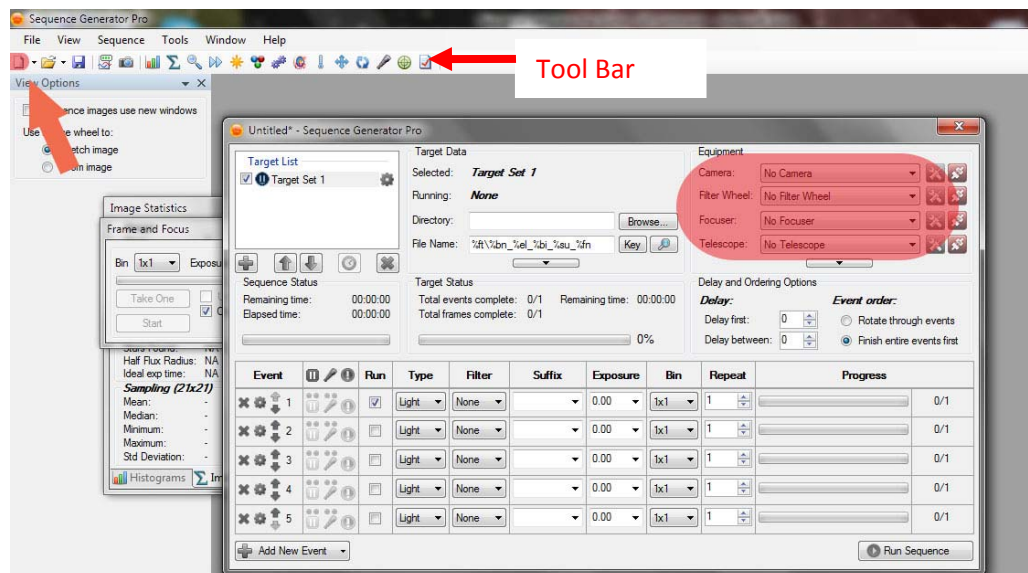 Sequence Generator Pro
File View Sequence Tools Window Help
Tool Bar
View Options
images use new windows
wheel to:
image
image
Image Statistics
Frame and Focus
Bin 1x1
Take One
Start
Half Flux Radius: NA
Ideal exp time: NA
Sampling (21x21)
Mean: -
Median: -
Minimum: -
Maximum: -
Std Deviation: -
Histograms
Untitled* - Sequence Generator Pro
Target List
Target Set 1
Sequence Status
Remaining time: 00:00:00
Elapsed time: 00:00:00
Target Data
Selected: Target Set 1
Running: None
Directory: Browse...
File Name: %ft\%bn_%el_%bi_%su_%fn Key
Target Status
Total events complete: 0/1 Remaining time: 00:00:00
Total frames complete: 0/1
0%
Equipment
Camera: No Camera
Filter Wheel: No Filter Wheel
Focuser: No Focuser
Telescope: No Telescope
Delay and Ordering Options
Delay: Event order:
Delay first: 0 Rotate through events
Delay between: 0 Finish entire events first
Event Run Type Filter Suffix Exposure Bin Repeat Progress
1 Light None 0.00 1x1 1 0/1
2 Light None 0.00 1x1 1 0/1
3 Light None 0.00 1x1 1 0/1
4 Light None 0.00 1x1 1 0/1
5 Light None 0.00 1x1 1 0/1
Add New Event Run Sequence